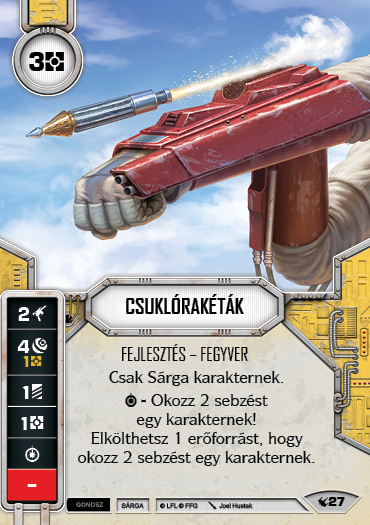 3
CSUKLÓRAKÉTÁK
2
4
1
1
1
-
FEJLESZTÉS – FEGYVER
Csak Sárga karakternek.
- Okozz 2 sebzést
egy karakternek!
Elkölthetsz 1 erőforrást, hogy
okozz 2 sebzést egy karakternek.
GONOSZ SÁRGA © LFL © FFG Joel Hustak 27